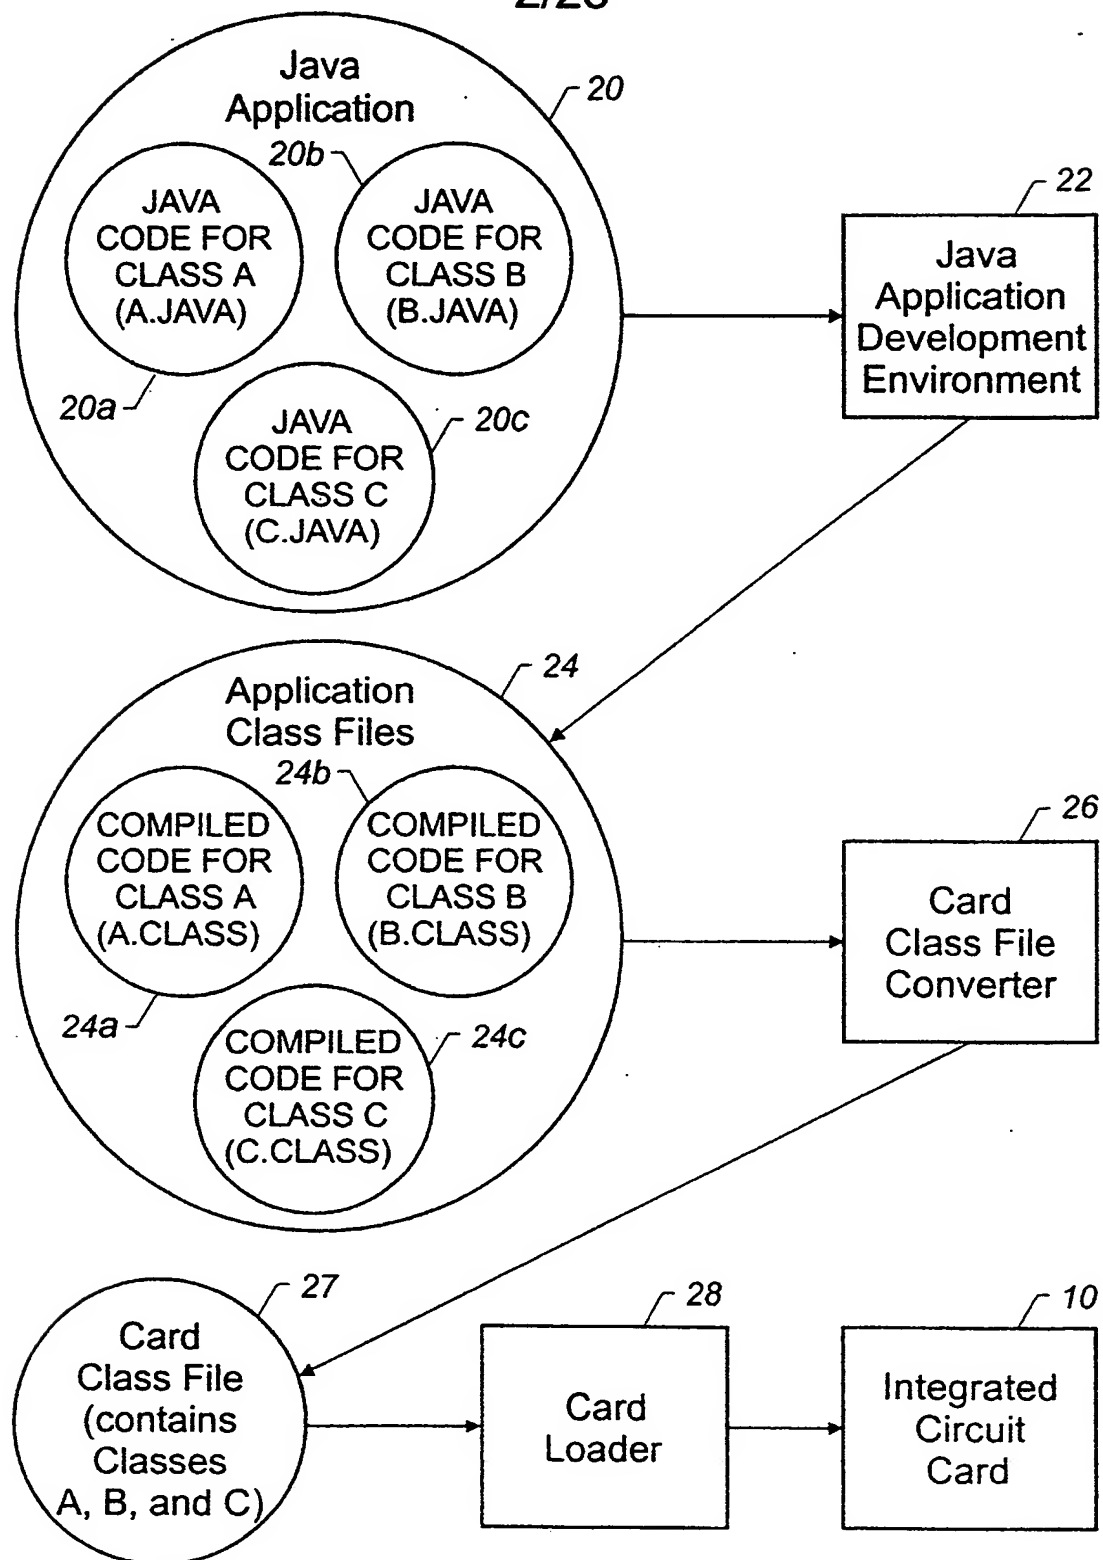 2/23
Java
Application
20
20b
JAVA
CODE FOR
CLASS A
(A.JAVA)
JAVA
CODE FOR
CLASS B
(B.JAVA)
20a
JAVA
CODE FOR
CLASS C
(C.JAVA)
20c
22
Java
Application
Development
Environment
24
Application
Class Files
24b
COMPILED
CODE FOR
CLASS A
(A.CLASS)
COMPILED
CODE FOR
CLASS B
(B.CLASS)
24a
COMPILED
CODE FOR
CLASS C
(C.CLASS)
24c
26
Card
Class File
Converter
27
Card
Class File
(contains
Classes
A, B, and C)
28
Card
Loader
10
Integrated
Circuit
Card